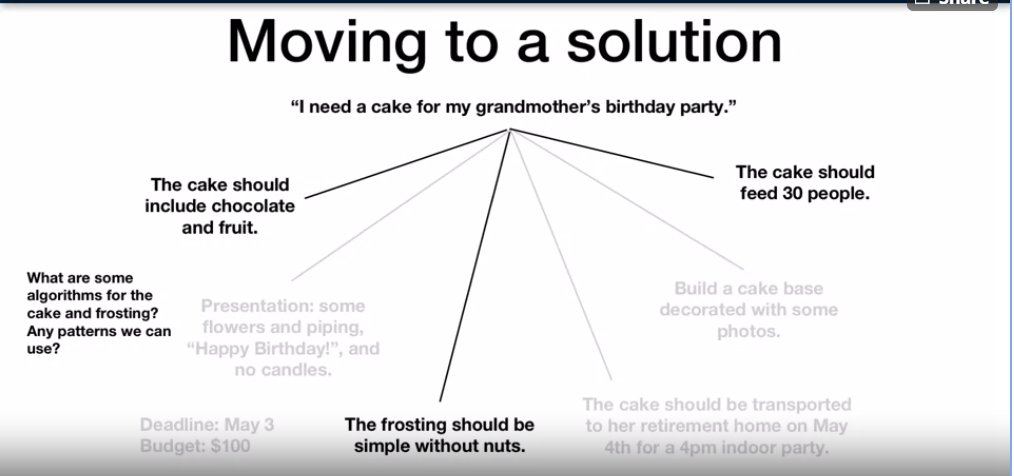 Share
Moving to a solution
“I need a cake for my grandmother’s birthday party.”
The cake should
include chocolate
and fruit.
The cake should
feed 30 people.
What are some
algorithms for the
cake and frosting?
Any patterns we can
use?
Presentation: some
flowers and piping,
“Happy Birthday!”, and
no candles.
Build a cake base
decorated with some
photos.
Deadline: May 3
Budget: $100
The frosting should be
simple without nuts.
The cake should be transported
to her retirement home on May
4th for a 4pm indoor party.